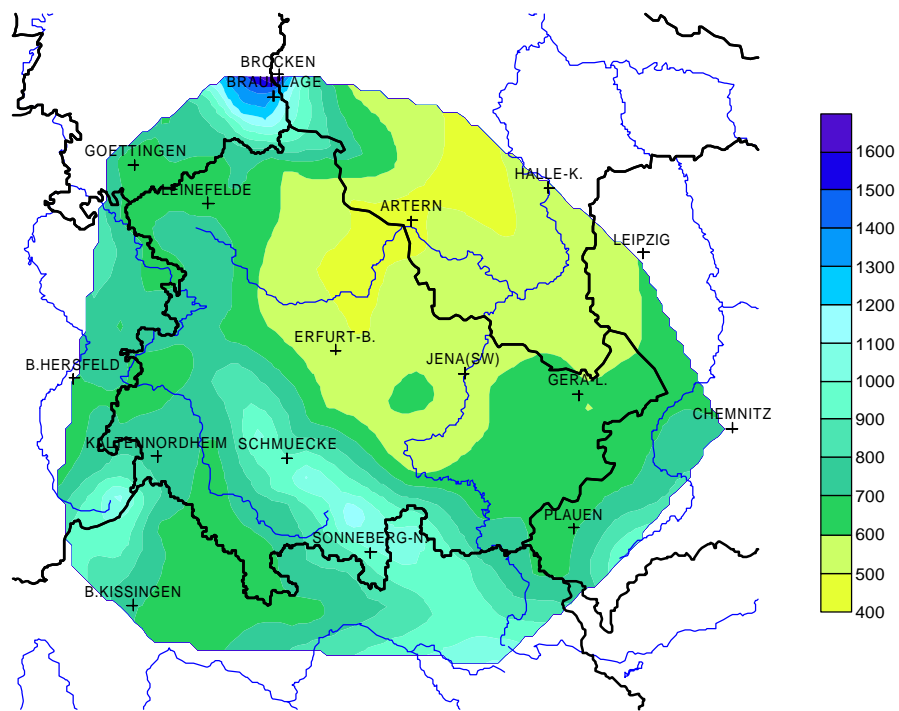 BROCKEN
BRAUNLAGE
GOETTINGEN
LEINEFELDE
HALLE-K.
ARTERN
LEIPZIG
ERFURT-B.
JENA(SW)
B.HERSFELD
GERA-L.
CHEMNITZ
KALTENNORDHEIM
SCHMUECKE
PLAUEN
SONNEBERG-N.
B.KISSINGEN
1600
1500
1400
1300
1200
1100
1000
900
800
700
600
500
400